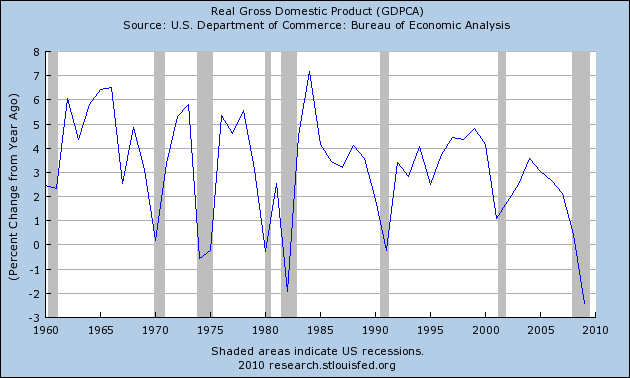 Real Gross Domestic Product (GDPCA)
Source: U.S. Department of Commerce: Bureau of Economic Analysis
(Percent Change from Year Ago)
8
7
6
5
4
3
2
1
0
-1
-2
-3
1960 1965 1970 1975 1980 1985 1990 1995 2000 2005 2010
Shaded areas indicate US recessions.
2010 research.stlouisfed.org